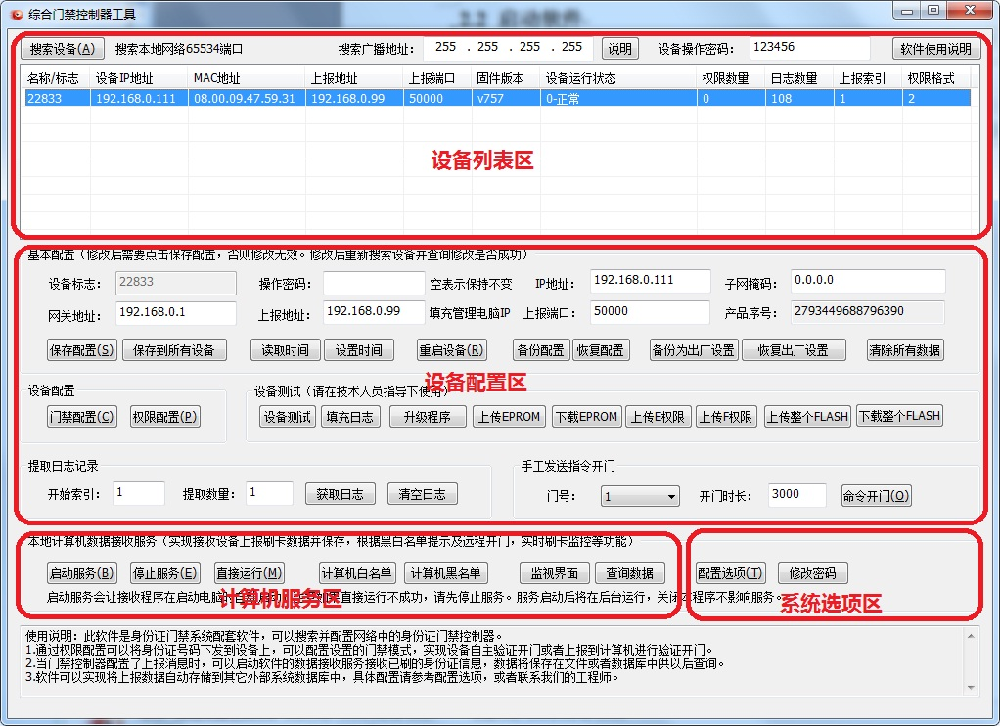 综合门禁控制器工具
2.2 启动软件
搜索设备(A) 搜索本地网络65534端口 搜索广播地址： 255 . 255 . 255 . 255 说明 设备操作密码： 123456 软件使用说明
名称/标志 设备IP地址 MAC地址 上报地址 上报端口 固件版本 设备运行状态 权限数量 日志数量 上报索引 权限格式
22833 192.168.0.111 08.00.09.47.59.31 192.168.0.99 50000 v757 0-正常 0 108 1 2
设备列表区
基本配置（修改后需要点击保存配置，否则修改无效。修改后重新搜索设备并查询修改是否成功）
设备标志： 22833 操作密码： 空表示保持不变 IP地址： 192.168.0.111 子网掩码： 0.0.0.0
网关地址： 192.168.0.1 上报地址： 192.168.0.99 填充管理电脑IP 上报端口： 50000 产品序号： 2793449688796390
保存配置(S) 保存到所有设备 读取时间 设置时间 重启设备(R) 备份配置 恢复配置 备份为出厂设置 恢复出厂设置 清除所有数据
设备配置区
设备配置 设备测试（请在技术人员指导下使用）
门禁配置(C) 权限配置(P) 设备测试 填充日志 升级程序 上传EPROM 下载EPROM 上传E权限 上传F权限 上传整个FLASH 下载整个FLASH
提取日志记录 手工发送指令开门
开始索引： 1 提取数量： 1 获取日志 清空日志 门号： 1 开门时长： 3000 命令开门(O)
本地计算机数据接收服务（实现接收设备上报刷卡数据并保存，根据黑白名单提示及远程开门，实时刷卡监控等功能）
启动服务(B) 停止服务(E) 直接运行(M) 计算机白名单 计算机黑名单 监视界面 查询数据 配置选项(T) 修改密码
启动服务会让接收程序在启动电脑时自动启动 如果直接运行不成功，请先停止服务。服务启动后将在后台运行，关闭本程序不影响服务。
计算机服务区 系统选项区
使用说明：此软件是身份证门禁系统配套软件，可以搜索并配置网络中的身份证门禁控制器。
1.通过权限配置可以将身份证号码下发到设备上，可以配置设置的门禁模式，实现设备自主验证开门或者上报到计算机进行验证开门。
2.当门禁控制器配置了上报消息时，可以启动软件的数据接收服务接收已刷的身份证信息，数据将保存在文件或者数据库中供以后查询。
3.软件可以实现将上报数据自动存储到其它外部系统数据库中，具体配置请参考配置选项，或者联系我们的工程师。